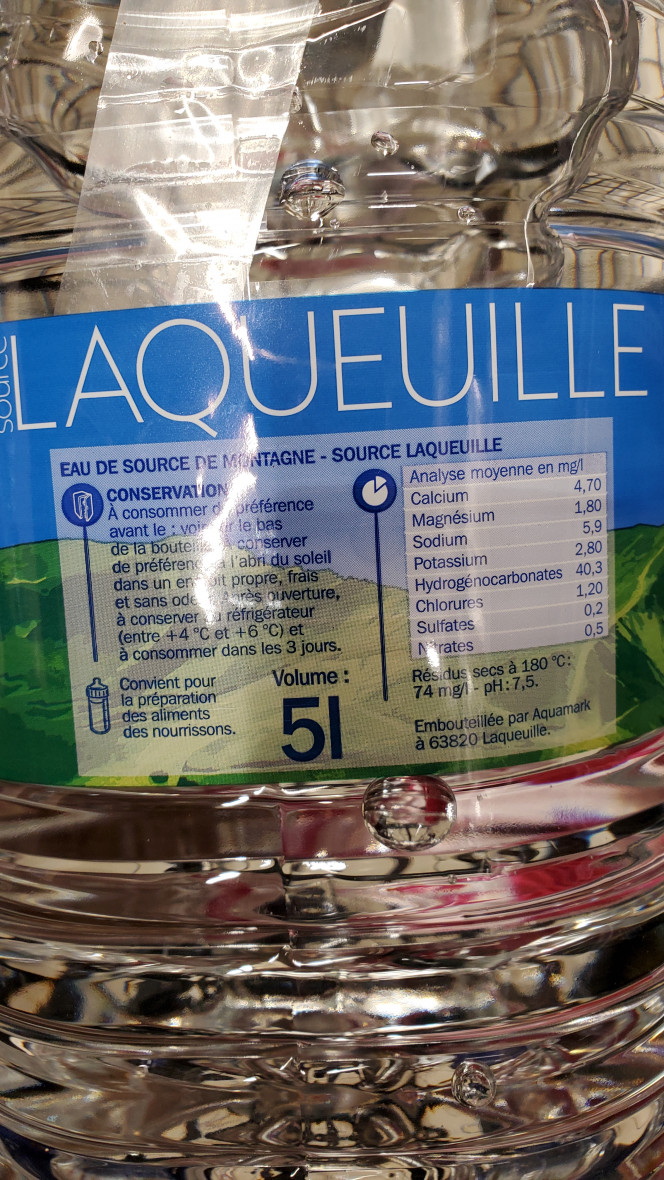 source
LAQUEUILLE
EAU DE SOURCE DE MONTAGNE - SOURCE LAQUEUILLE
CONSERVATION
À consommer de préférence
avant le : voir sur le bas
de la bouteille. À conserver
de préférence à l'abri du soleil
dans un endroit propre, frais
et sans odeur. Après ouverture,
à conserver au réfrigérateur
(entre +4 °C et +6 °C) et
à consommer dans les 3 jours.
Convient pour
la préparation
des aliments
des nourrissons.
Volume :
5l
Analyse moyenne en mg/l
Calcium 4,70
Magnésium 1,80
Sodium 5,9
Potassium 2,80
Hydrogénocarbonates 40,3
Chlorures 1,20
Sulfates 0,2
Nitrates 0,5
Résidus secs à 180 °C :
74 mg/l - pH : 7,5.
Embouteillée par Aquamark
à 63820 Laqueuille.